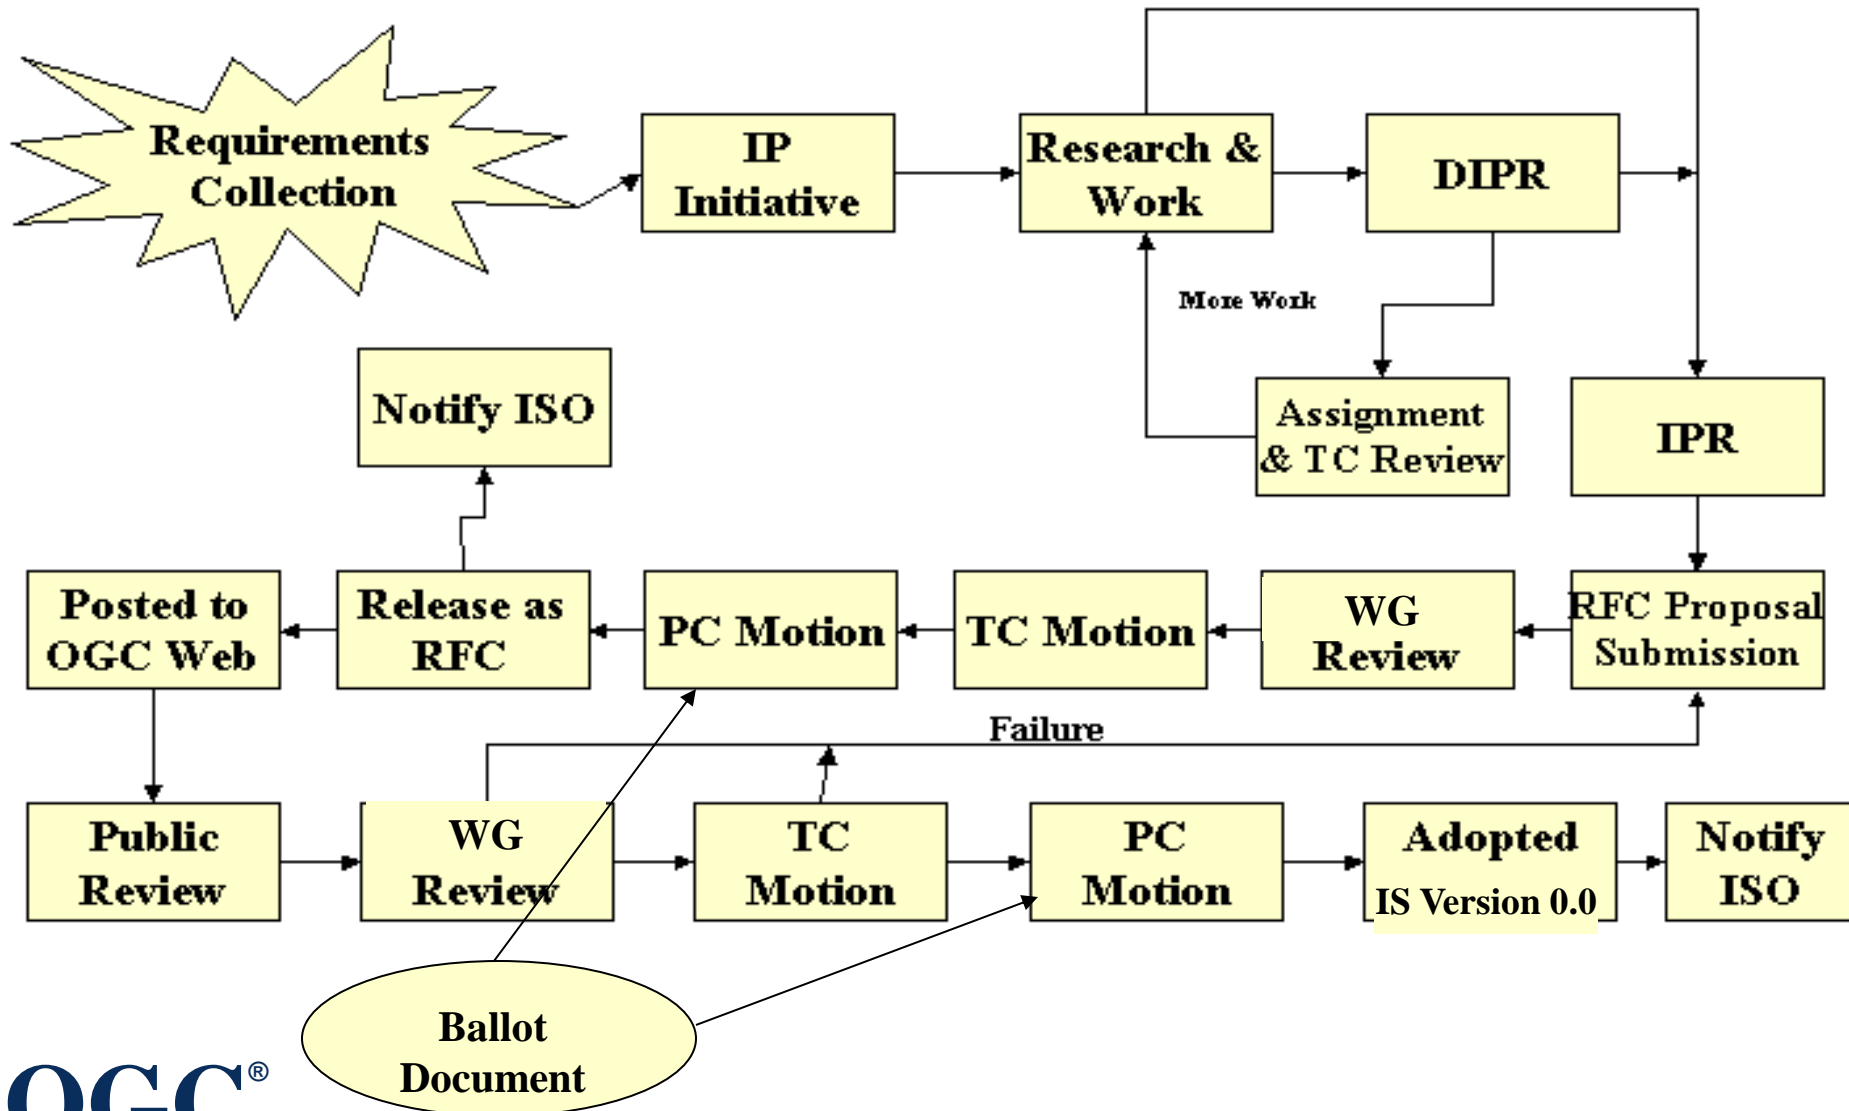 Requirements
Collection
IP
Initiative
Research &
Work
DIPR
More Work
Notify ISO
Assignment
& TC Review
IPR
Posted to
OGC Web
Release as
RFC
PC Motion
TC Motion
WG
Review
RFC Proposal
Submission
Failure
Public
Review
WG
Review
TC
Motion
PC
Motion
Adopted
IS Version 0.0
Notify
ISO
Ballot
Document
OGC®